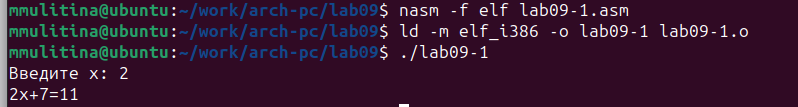 mmulitina@ubuntu:~/work/arch-pc/lab09$ nasm -f elf lab09-1.asm
mmulitina@ubuntu:~/work/arch-pc/lab09$ ld -m elf_i386 -o lab09-1 lab09-1.o
mmulitina@ubuntu:~/work/arch-pc/lab09$ ./lab09-1
Введите x: 2
2x+7=11